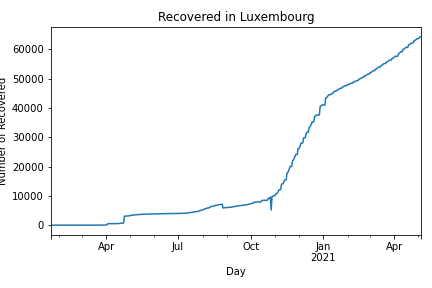 Recovered in Luxembourg
Number of Recovered
60000
50000
40000
30000
20000
10000
0
Apr
Jul
Oct
Jan
2021
Apr
Day